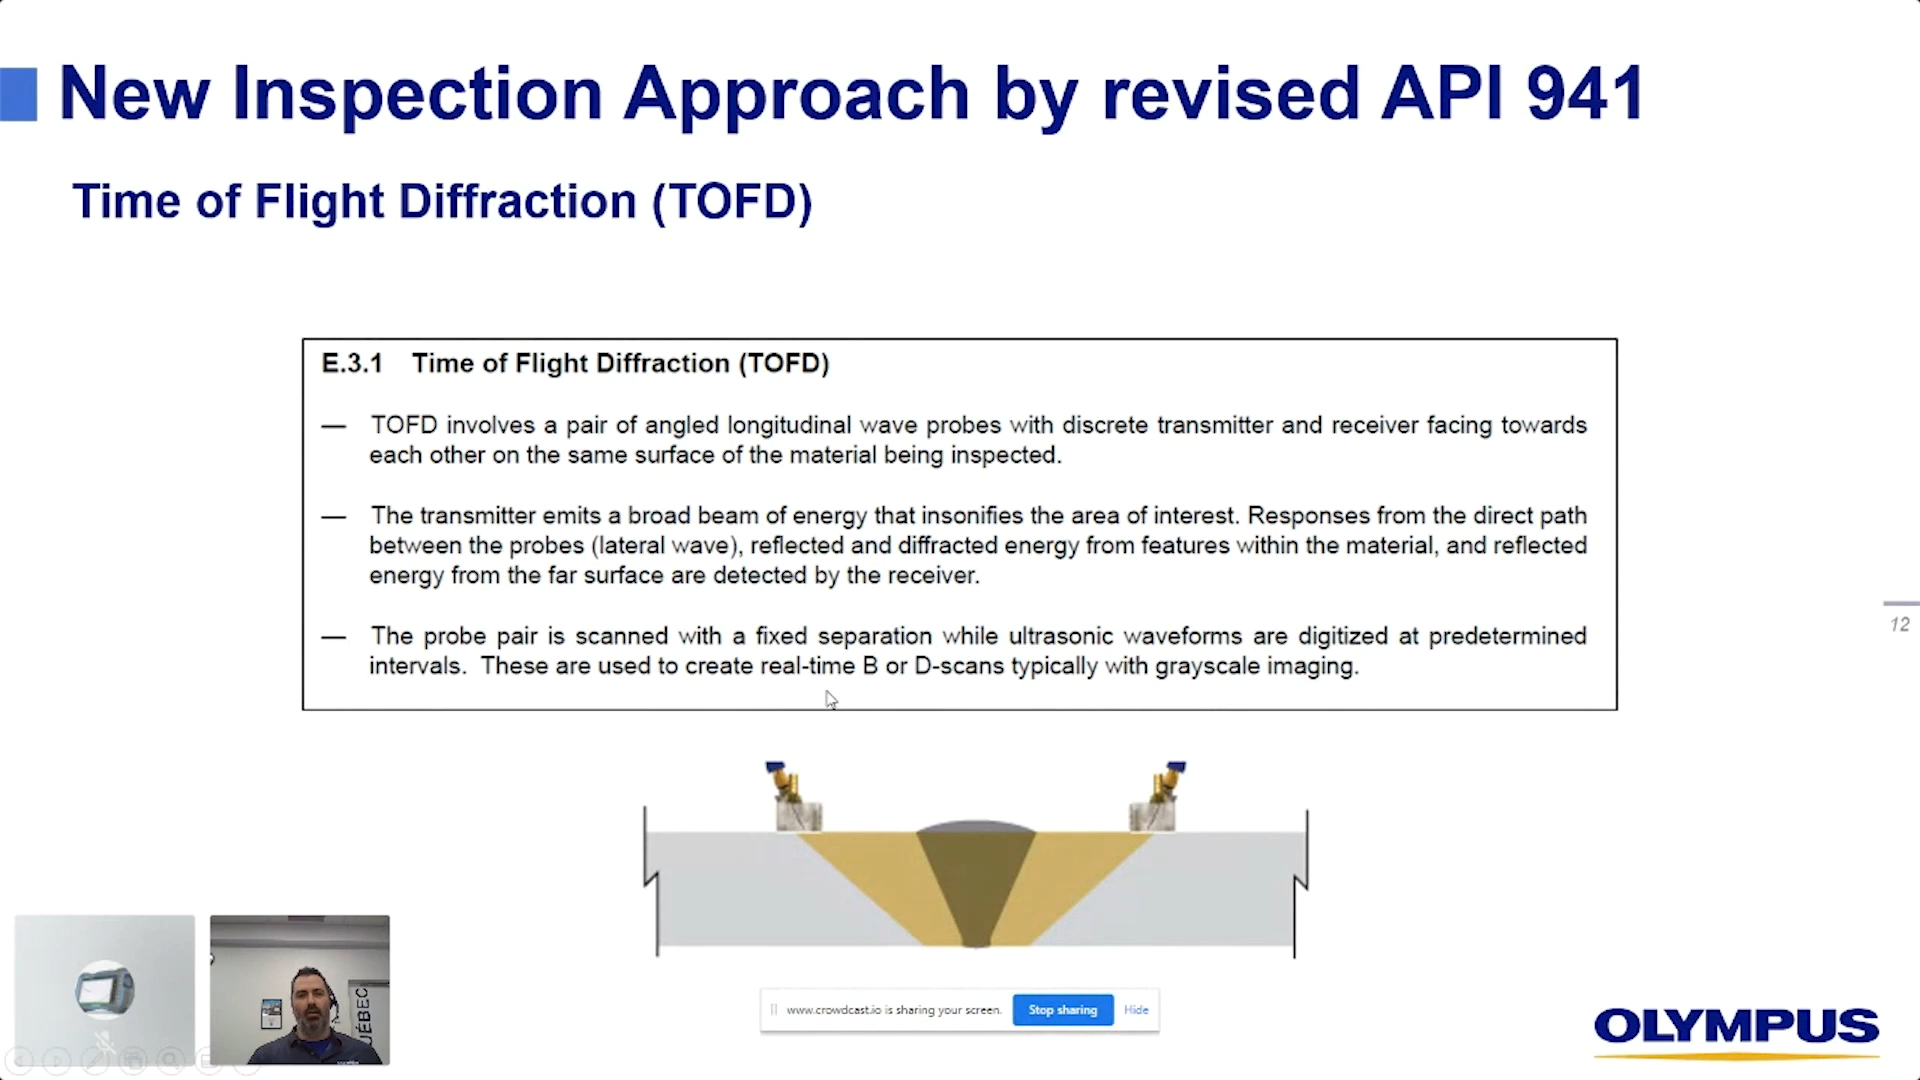 New Inspection Approach by revised API 941
Time of Flight Diffraction (TOFD)
E.3.1 Time of Flight Diffraction (TOFD)
— TOFD involves a pair of angled longitudinal wave probes with discrete transmitter and receiver facing towards
each other on the same surface of the material being inspected.
— The transmitter emits a broad beam of energy that insonifies the area of interest. Responses from the direct path
between the probes (lateral wave), reflected and diffracted energy from features within the material, and reflected
energy from the far surface are detected by the receiver.
— The probe pair is scanned with a fixed separation while ultrasonic waveforms are digitized at predetermined
intervals. These are used to create real-time B or D-scans typically with grayscale imaging.
12
UÉBEC
www.crowdcast.io is sharing your screen.
Stop sharing
Hide
OLYMPUS